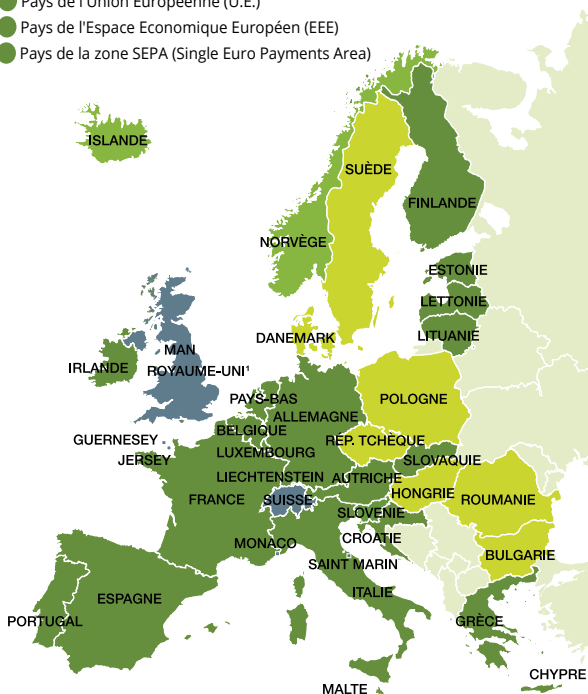 Pays de l'Union Européenne (U.E.)
Pays de l'Espace Economique Européen (EEE)
Pays de la zone SEPA (Single Euro Payments Area)
ISLANDE
SUÈDE
FINLANDE
NORVÈGE
ESTONIE
LETTONIE
LITUANIE
DANEMARK
MAN
IRLANDE
ROYAUME-UNI¹
PAYS-BAS
POLOGNE
ALLEMAGNE
BELGIQUE
GUERNESEY
RÉP. TCHÈQUE
JERSEY
LUXEMBOURG
SLOVAQUIE
LIECHTENSTEIN
AUTRICHE
FRANCE
SUISSE
HONGRIE
ROUMANIE
SLOVENIE
MONACO
CROATIE
BULGARIE
SAINT MARIN
ITALIE
ESPAGNE
PORTUGAL
GRÈCE
CHYPRE
MALTE